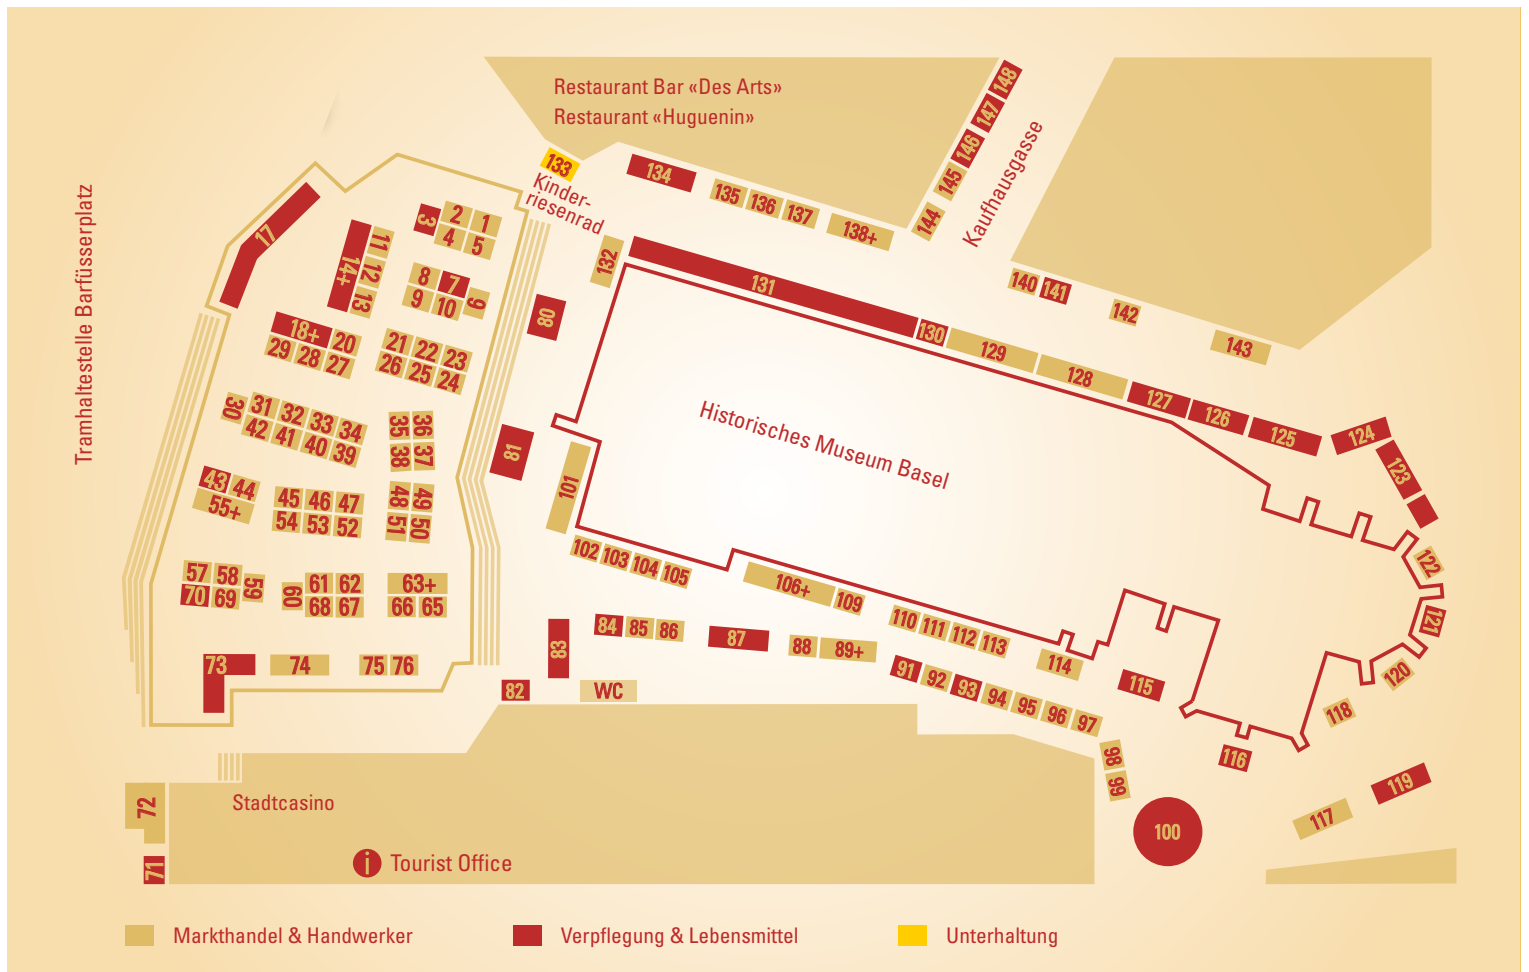 Restaurant Bar «Des Arts»
Restaurant «Huguenin»
148
147
146
145
144
Kaufhausgasse
133
Kinder-
riesenrad
134
135 136 137 138+
Tramhaltestelle Barfüsserplatz
17
3 2 1
4 5
11
12
13
14+
8 7
9 10 6
132
131
130 129 128 127 126 125 124
123
140 141
142
143
80
18+ 20
29 28 27
21 22 23
26 25 24
30 31 32 33 34
42 41 40 39
35 36
38 37
81
101
Historisches Museum Basel
43 44
55+
45 46 47
54 53 52
48 49
51 50
102 103 104 105
106+ 109
110 111 112 113
114
115
116
122
121
120
118
119
117
57 58 59
70 69
60 61 62
68 67
63+
66 65
73
74
75 76
82
83
84 85 86
87
88 89+
WC
91 92 93 94 95 96 97
98
99
100
72
71
Stadtcasino
i Tourist Office
Markthandel & Handwerker
Verpflegung & Lebensmittel
Unterhaltung